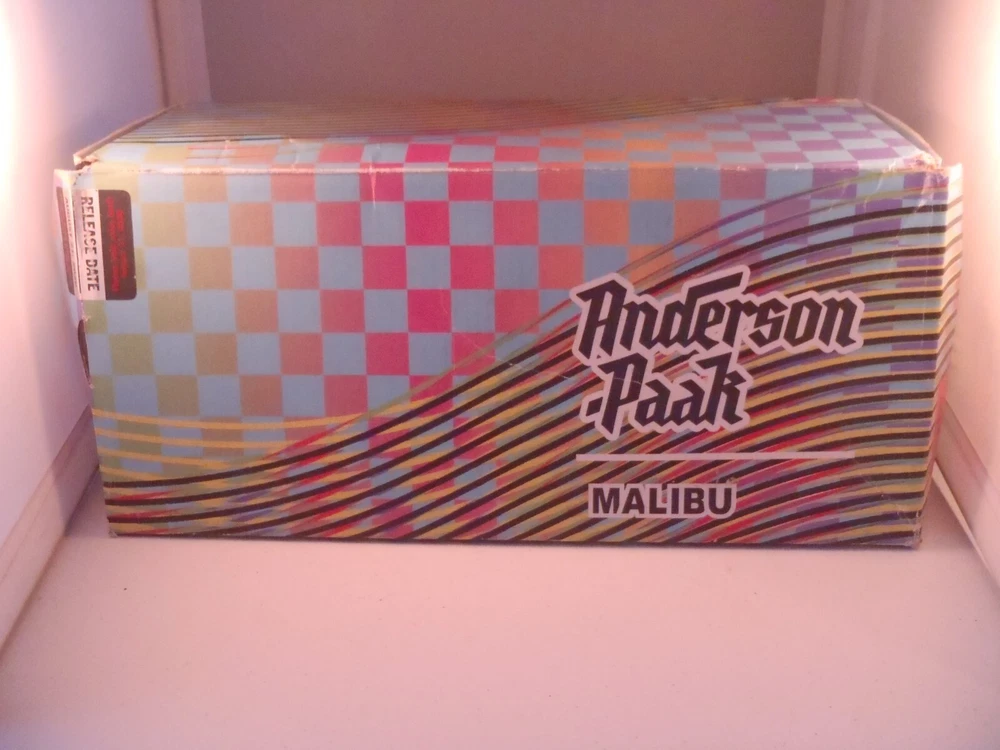 RELEASE DATE
Anderson
.Paak
MALIBU